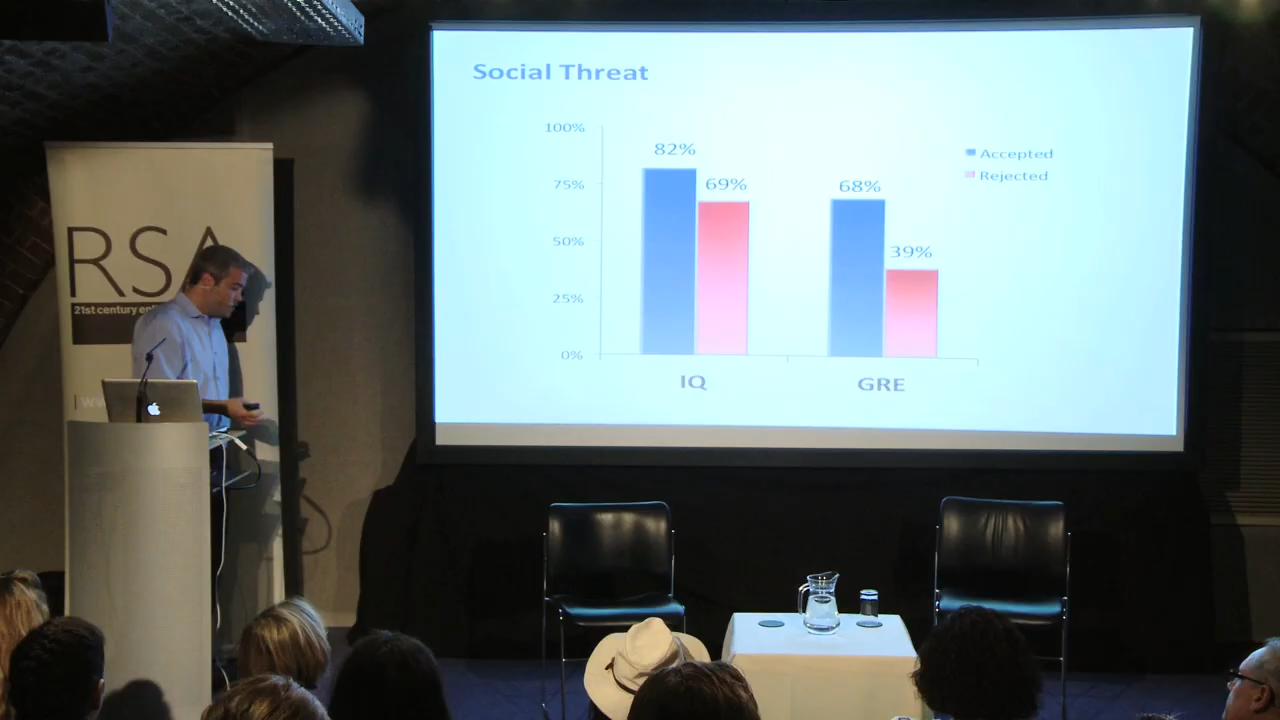 Social Threat
100%
75%
50%
25%
0%
82%
69%
68%
39%
IQ
GRE
Accepted
Rejected
RSA
21st century